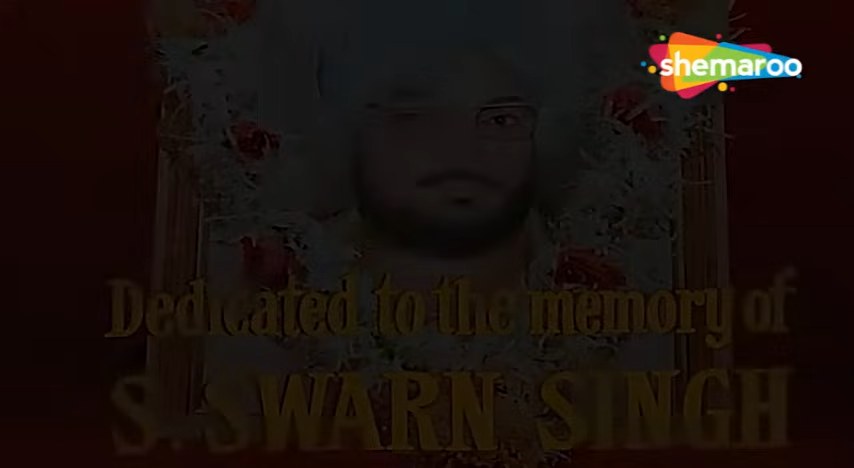 shemaroo
Dedicated to the memory of
S. SWARN SINGH